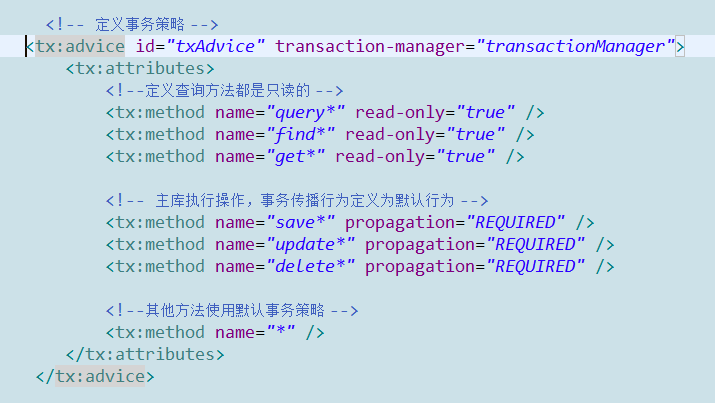 <!-- 定义事务策略 -->
<tx:advice id="txAdvice" transaction-manager="transactionManager">
<tx:attributes>
<!--定义查询方法都是只读的 -->
<tx:method name="query*" read-only="true" />
<tx:method name="find*" read-only="true" />
<tx:method name="get*" read-only="true" />
<!-- 主库执行操作，事务传播行为定义为默认行为 -->
<tx:method name="save*" propagation="REQUIRED" />
<tx:method name="update*" propagation="REQUIRED" />
<tx:method name="delete*" propagation="REQUIRED" />
<!--其他方法使用默认事务策略 -->
<tx:method name="*" />
</tx:attributes>
</tx:advice>